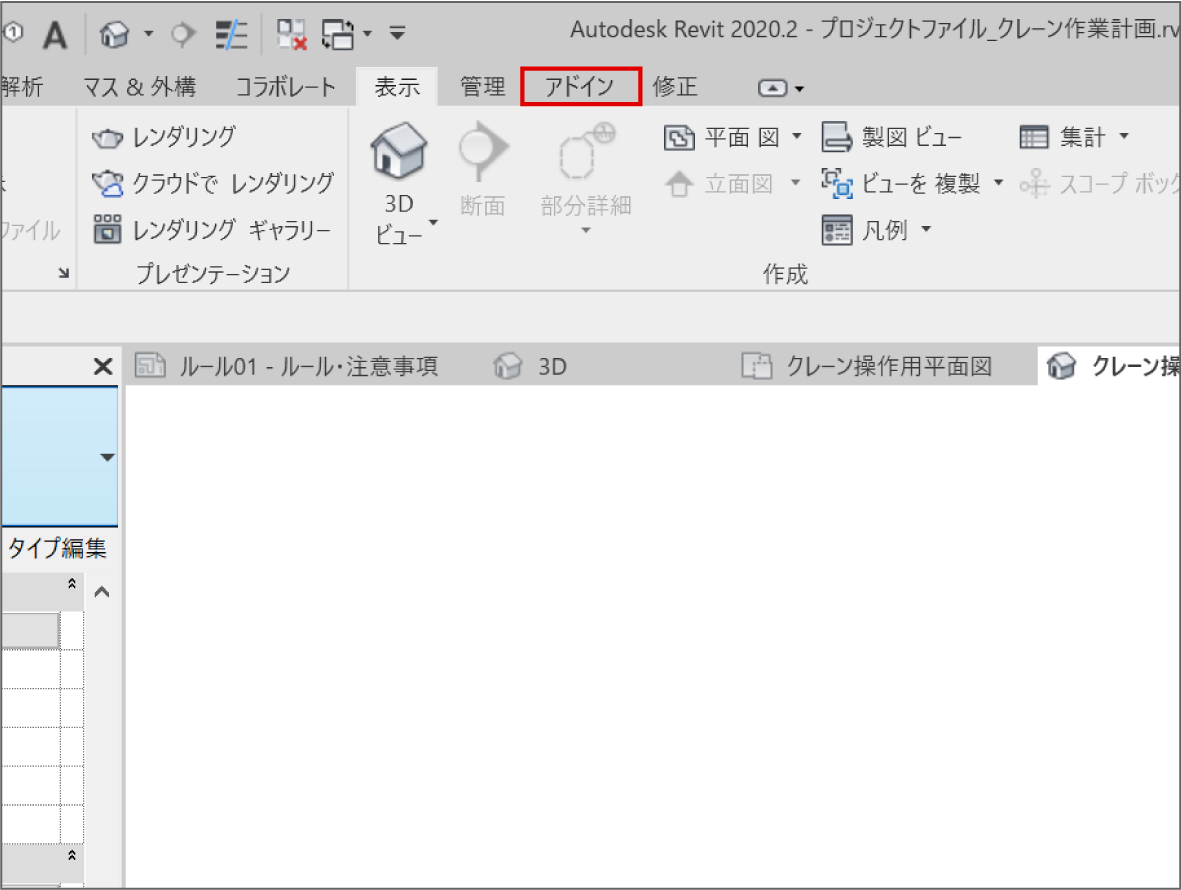 Autodesk Revit 2020.2 - プロジェクトファイル_クレーン作業計画.rv
解析 マス & 外構 コラボレート 表示 管理 アドイン 修正
レンダリング
クラウドで レンダリング
ファイル レンダリング ギャラリー
プレゼンテーション
3D
ビュー
断面
部分詳細
平面 図
製図 ビュー
集計
立面図
ビューを 複製
スコープ ボック
凡例
作成
ルール01 - ルール・注意事項
3D
クレーン操作用平面図
クレーン操
タイプ編集